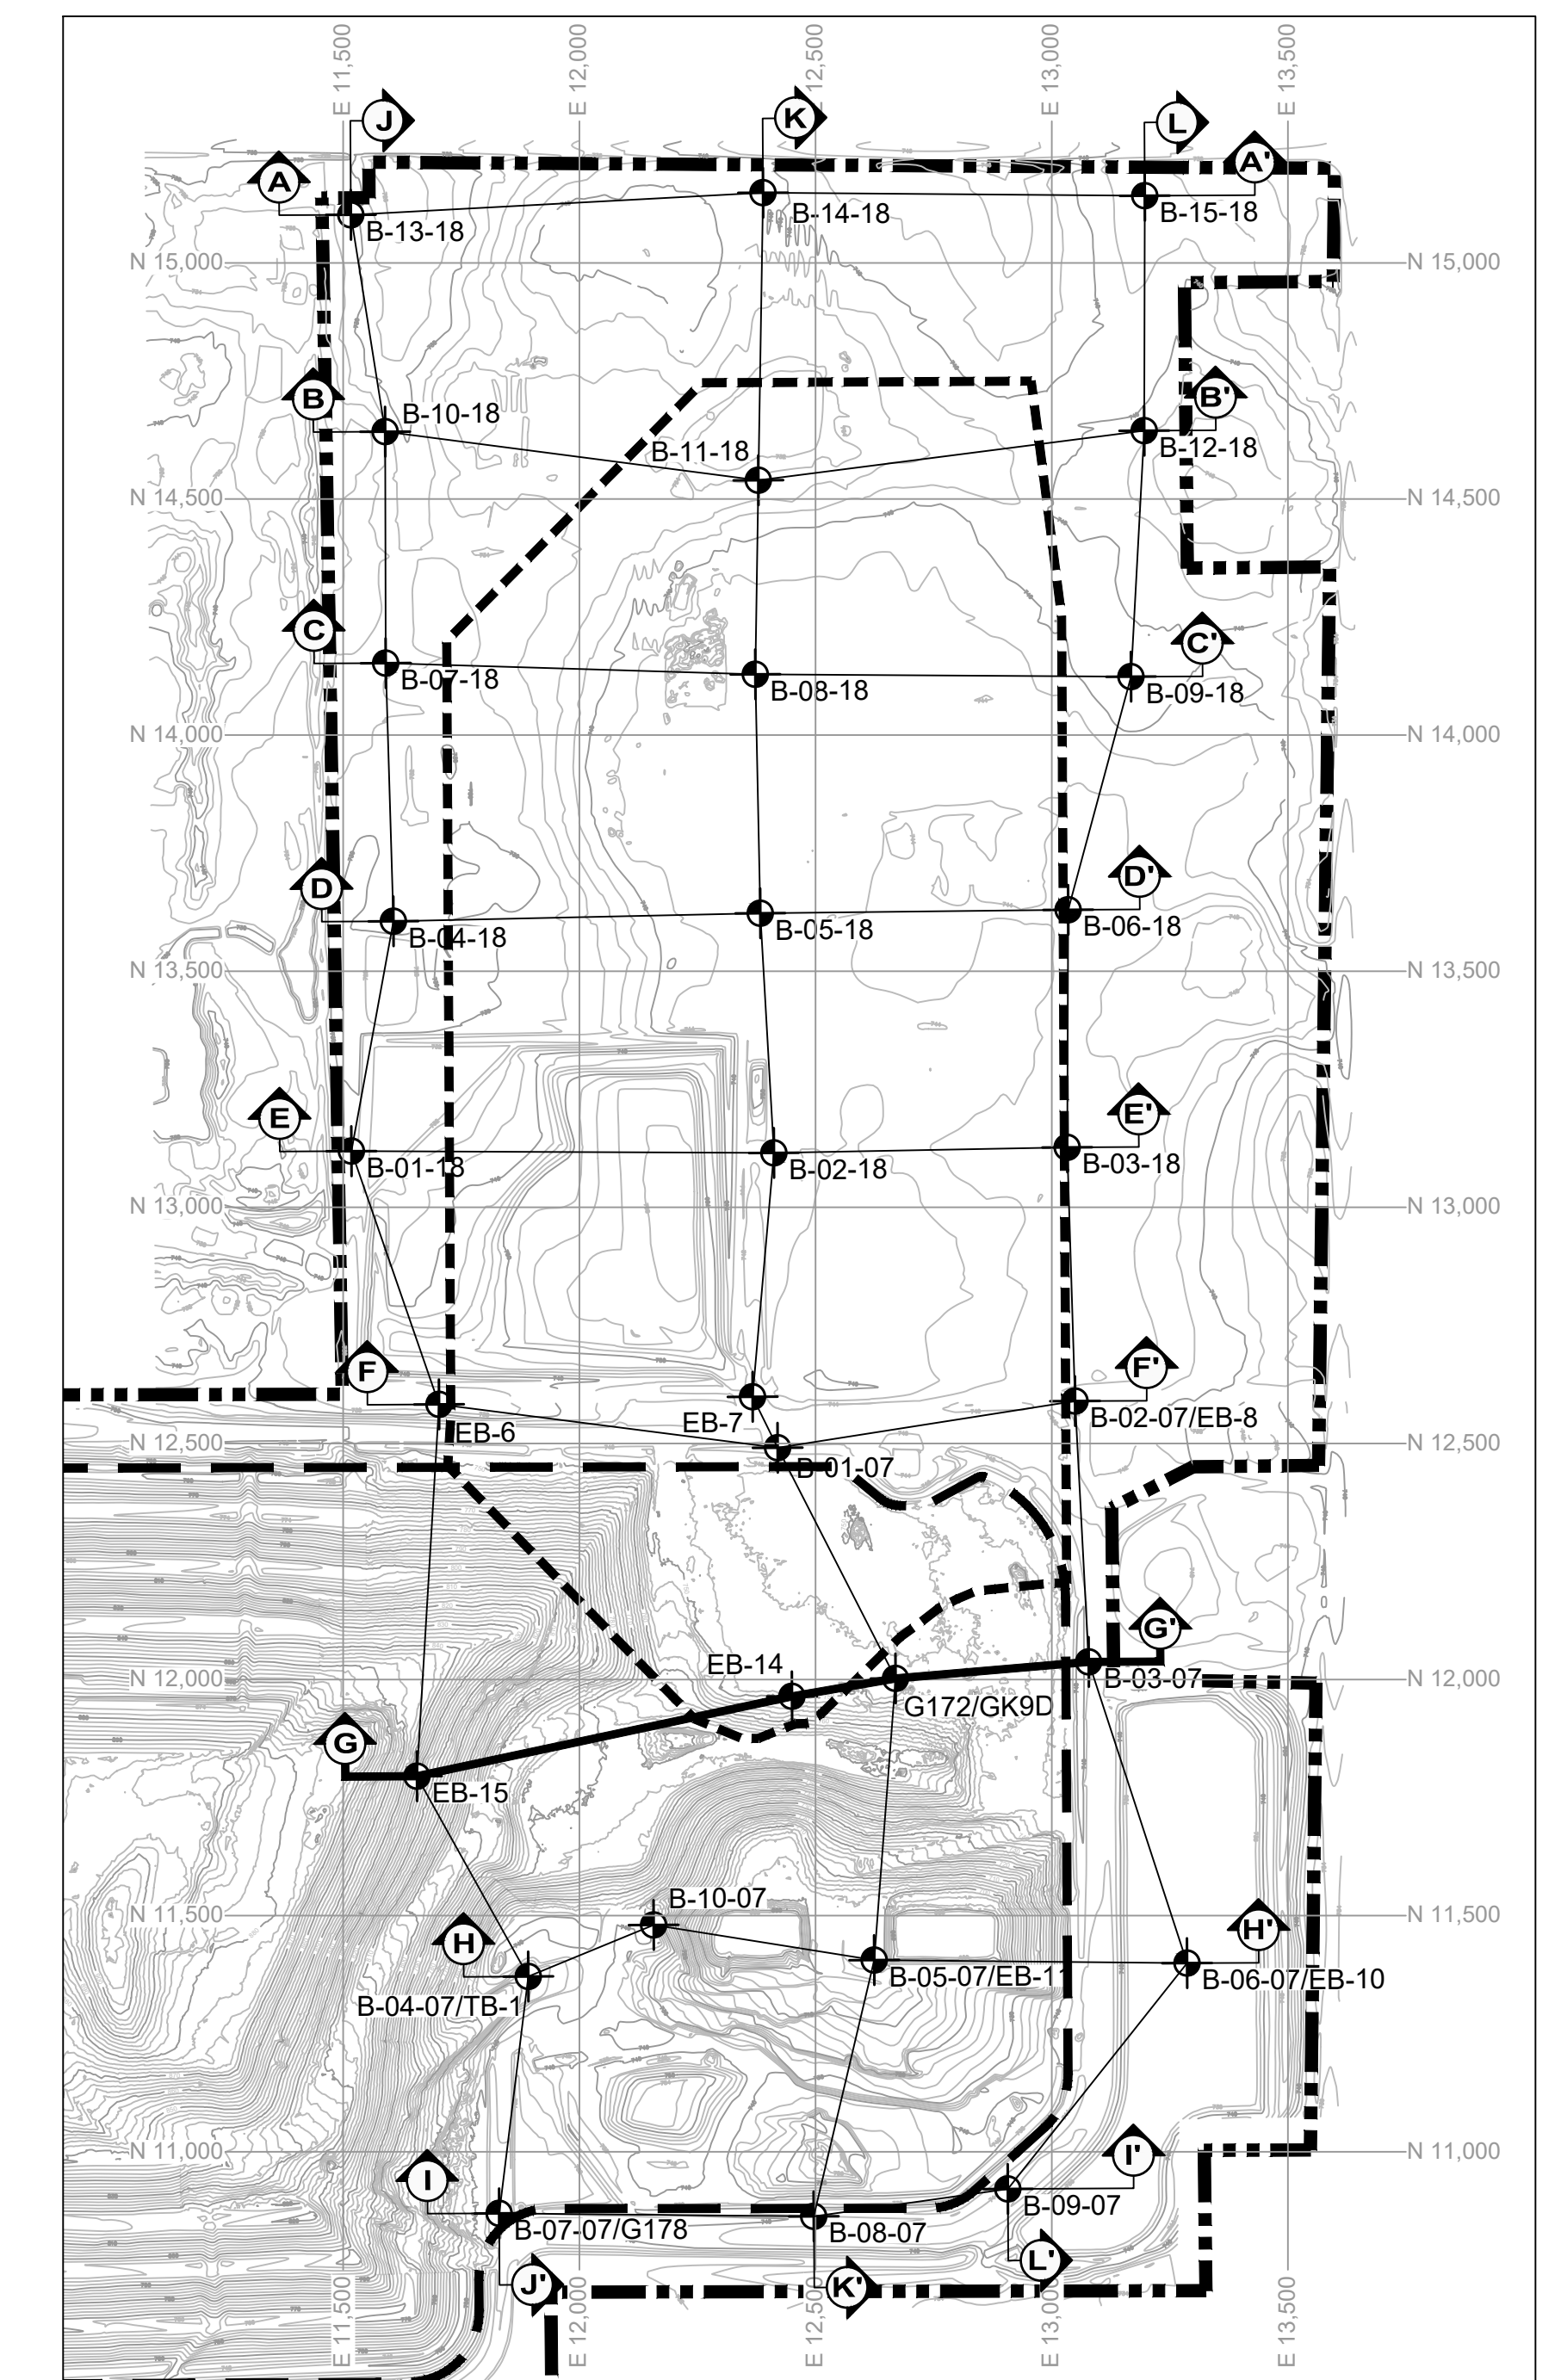 E 11,500
E 12,000
E 12,500
E 13,000
E 13,500
J
K
L
A
A'
B-13-18
B-14-18
B-15-18
N 15,000
N 15,000
B
B'
B-10-18
B-11-18
B-12-18
N 14,500
N 14,500
C
C'
B-07-18
B-08-18
B-09-18
N 14,000
N 14,000
D
D'
B-04-18
B-05-18
B-06-18
N 13,500
N 13,500
E
E'
B-01-18
B-02-18
B-03-18
N 13,000
N 13,000
F
F'
EB-6
EB-7
B-02-07/EB-8
N 12,500
N 12,500
B-01-07
G'
EB-14
N 12,000
N 12,000
B-03-07
G172/GK9D
G
EB-15
B-10-07
N 11,500
N 11,500
H
H'
B-05-07/EB-11
B-06-07/EB-10
B-04-07/TB-1
N 11,000
N 11,000
I
I'
B-09-07
B-07-07/G178
B-08-07
L'
J'
K'
E 11,500
E 12,000
E 12,500
E 13,000
E 13,500